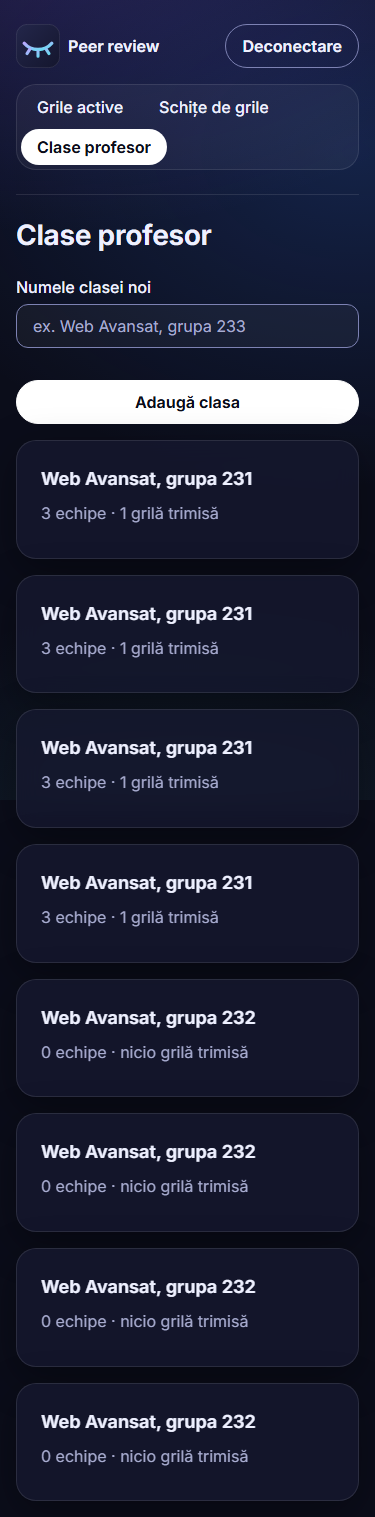 Peer review
Deconectare
Grile active
Schițe de grile
Clase profesor
Clase profesor
Numele clasei noi
ex. Web Avansat, grupa 233
Adaugă clasa
Web Avansat, grupa 231
3 echipe · 1 grilă trimisă
Web Avansat, grupa 231
3 echipe · 1 grilă trimisă
Web Avansat, grupa 231
3 echipe · 1 grilă trimisă
Web Avansat, grupa 231
3 echipe · 1 grilă trimisă
Web Avansat, grupa 232
0 echipe · nicio grilă trimisă
Web Avansat, grupa 232
0 echipe · nicio grilă trimisă
Web Avansat, grupa 232
0 echipe · nicio grilă trimisă
Web Avansat, grupa 232
0 echipe · nicio grilă trimisă